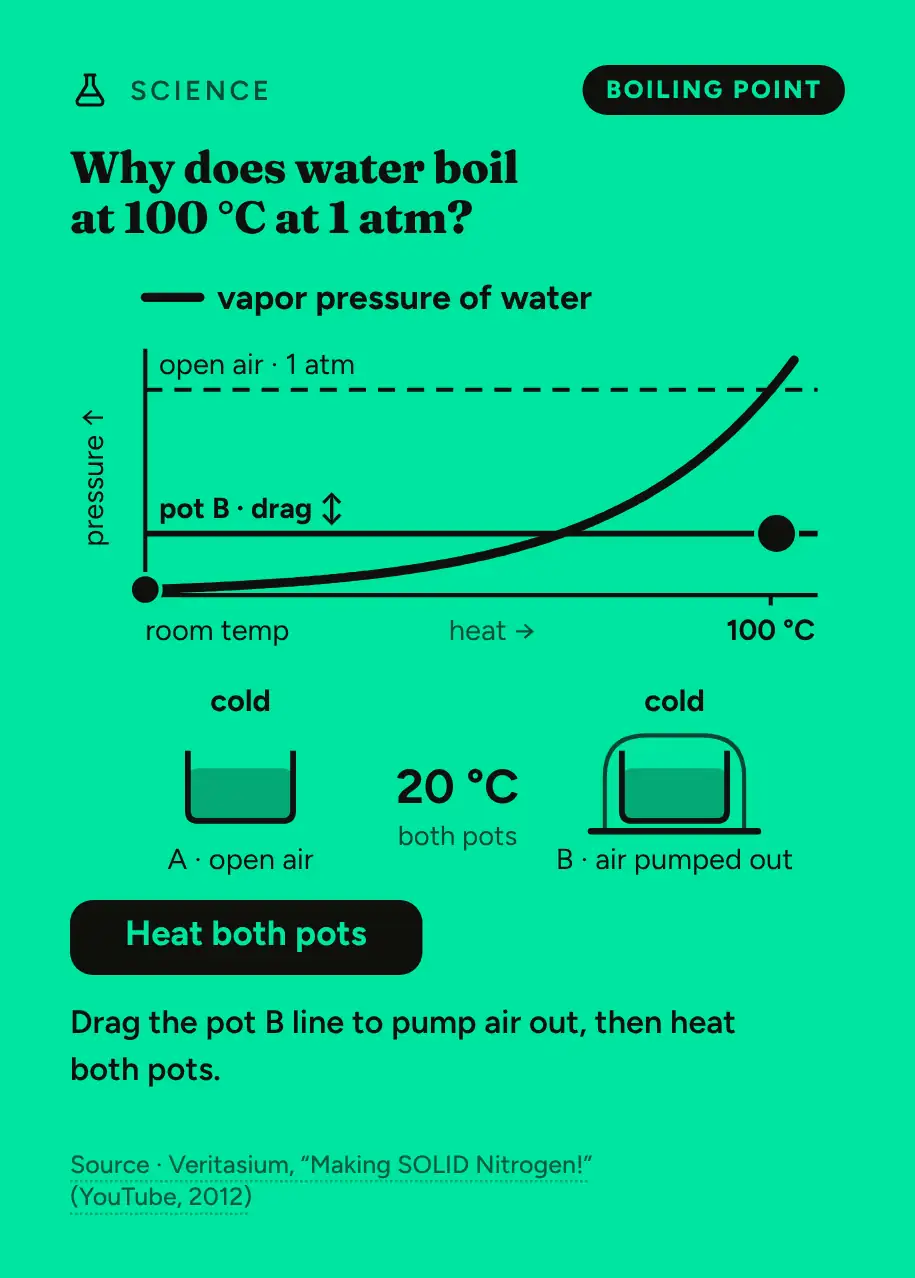 SCIENCE
BOILING POINT
Why does water boil
at 100 °C at 1 atm?
vapor pressure of water
open air · 1 atm
pressure ↑
pot B · drag ↕
room temp
heat →
100 °C
cold
cold
20 °C
both pots
A · open air
B · air pumped out
Heat both pots
Drag the pot B line to pump air out, then heat
both pots.
Source · Veritasium, “Making SOLID Nitrogen!”
(YouTube, 2012)